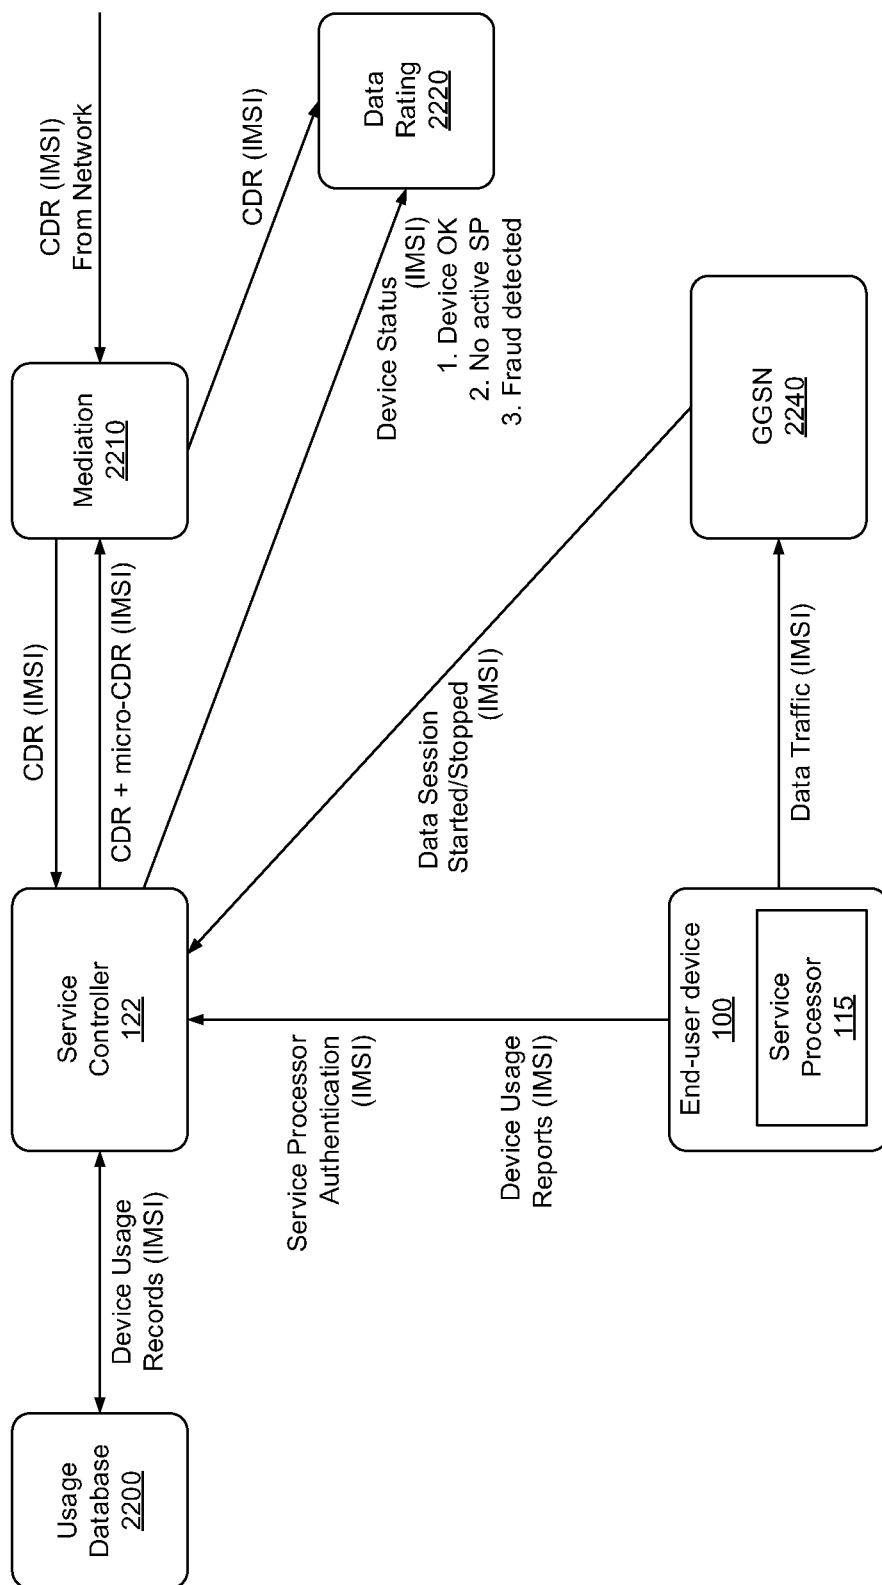 Usage
Database
2200
Device Usage
Records (IMSI)
Service
Controller
122
CDR (IMSI)
CDR + micro-CDR (IMSI)
Mediation
2210
CDR (IMSI)
From Network
CDR (IMSI)
Data
Rating
2220
Device Status
(IMSI)
1. Device OK
2. No active SP
3. Fraud detected
Service Processor
Authentication
(IMSI)
Device Usage
Reports (IMSI)
Data Session
Started/Stopped
(IMSI)
End-user device
100
Service
Processor
115
Data Traffic (IMSI)
GGSN
2240